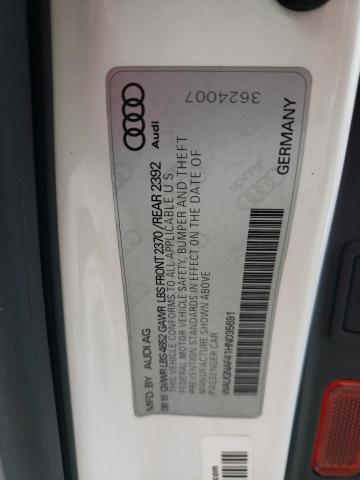 3624007
Audi
GERMANY
MFD BY AUDI AG
08/16 GVWR LBS 4652 GAWR LBS FRONT 2370 / REAR 2392
THIS VEHICLE CONFORMS TO ALL APPLICABLE U.S.
FEDERAL MOTOR VEHICLE SAFETY, BUMPER AND THEFT
PREVENTION STANDARDS IN EFFECT ON THE DATE OF
MANUFACTURE SHOWN ABOVE.
PASSENGER CAR
WAUGNAF41HN035691
.com